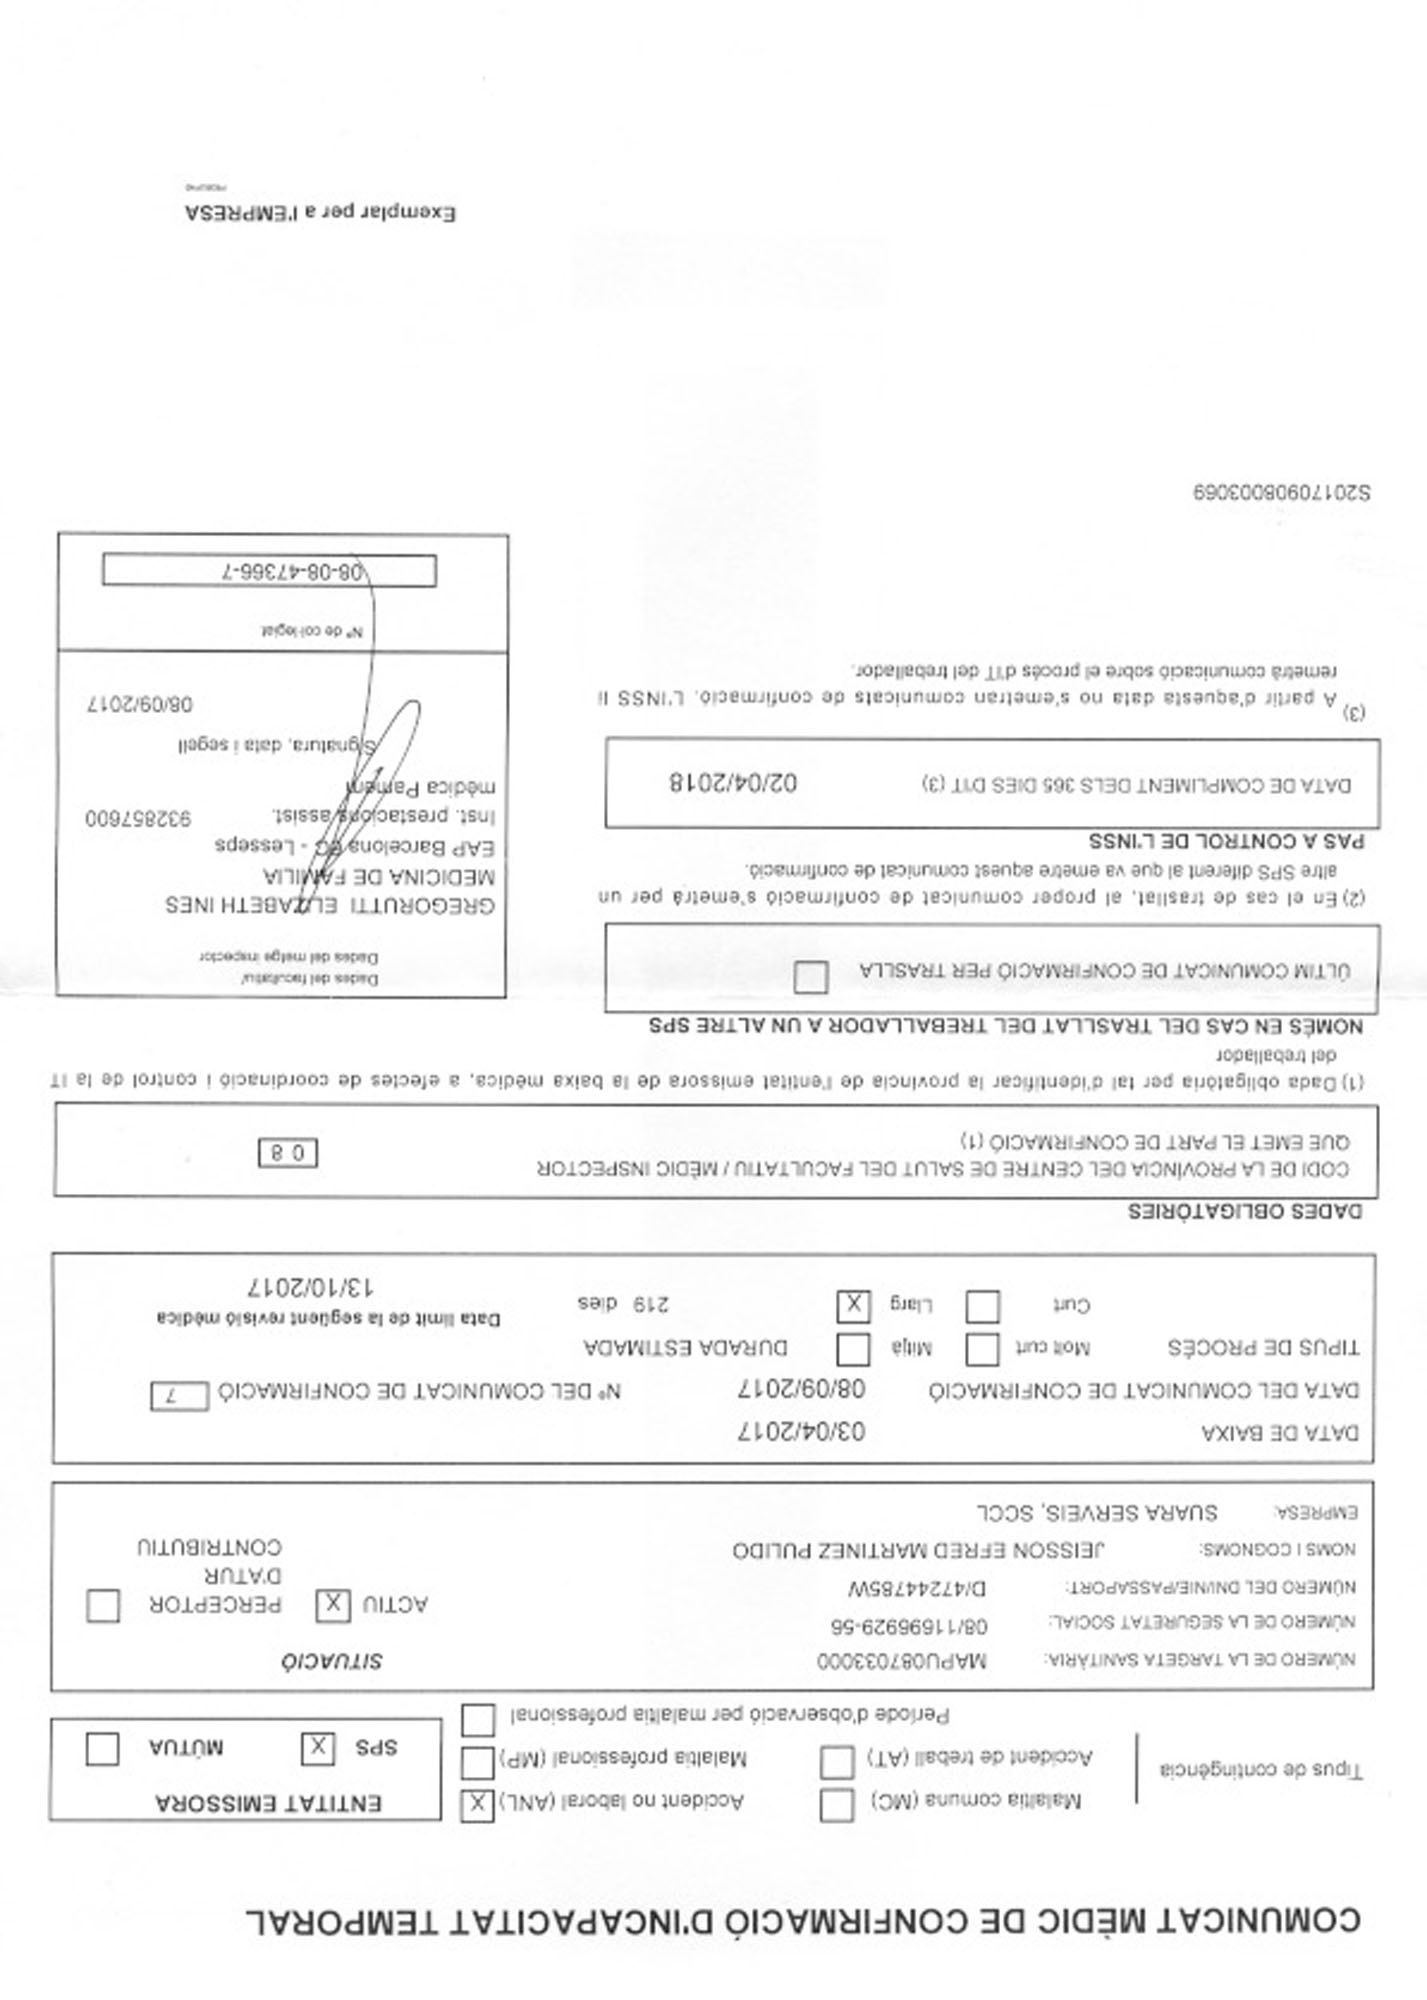 COMUNICAT MÈDIC DE CONFIRMACIÓ D'INCAPACITAT TEMPORAL
Tipus de contingència
Malaltia comuna (MC)
Accident no laboral (ANL) X
Accident de treball (AT)
Malaltia professional (MP)
Període d'observació per malaltia professional
ENTITAT EMISSORA
SPS X MÚTUA
NÚMERO DE LA TARGETA SANITÀRIA: MAPU087033000
NÚMERO DE LA SEGURETAT SOCIAL: 08/11696929-56
NÚMERO DEL DNI/NIE/PASSAPORT: D/47244785W
NOMS I COGNOMS: JEISSON EFRED MARTINEZ PULIDO
EMPRESA: SUARA SERVEIS, SCCL
SITUACIÓ
ACTIU X PERCEPTOR
D'ATUR
CONTRIBUTIU
DATA DE BAIXA 03/04/2017
DATA DEL COMUNICAT DE CONFIRMACIÓ 08/09/2017 Nº DEL COMUNICAT DE CONFIRMACIÓ 7
TIPUS DE PROCÉS Molt curt Mitjà DURADA ESTIMADA
Curt Llarg X 219 dies
Data límit de la següent revisió mèdica
13/10/2017
DADES OBLIGATÒRIES
CODI DE LA PROVÍNCIA DEL CENTRE DE SALUT DEL FACULTATIU / MÈDIC INSPECTOR
QUE EMET EL PART DE CONFIRMACIÓ (1) 0 8
(1) Dada obligatòria per tal d'identificar la província de l'entitat emissora de la baixa mèdica, a efectes de coordinació i control de la IT
del treballador
NOMÉS EN CAS DEL TRASLLAT DEL TREBALLADOR A UN ALTRE SPS
ÚLTIM COMUNICAT DE CONFIRMACIÓ PER TRASLLA
(2) En el cas de trasllat, al proper comunicat de confirmació s'emetrà per un
altre SPS diferent al que va emetre aquest comunicat de confirmació.
PAS A CONTROL DE L'INSS
DATA DE COMPLIMENT DELS 365 DIES D'IT (3) 02/04/2018
(3) A partir d'aquesta data no s'emetran comunicats de confirmació. L'INSS li
remetrà comunicació sobre el procés d'IT del treballador.
Dades del facultatiu/
Dades del metge inspector
GREGORUTTI ELIZABETH INES
MEDICINA DE FAMILIA
EAP Barcelona 6C - Lesseps
Inst. prestacions assist. 932857600
mèdica Pamem
Signatura, data i segell
08/09/2017
Nº de col·legiat
08-08-47366-7
S201709080003069
Exemplar per a l'EMPRESA